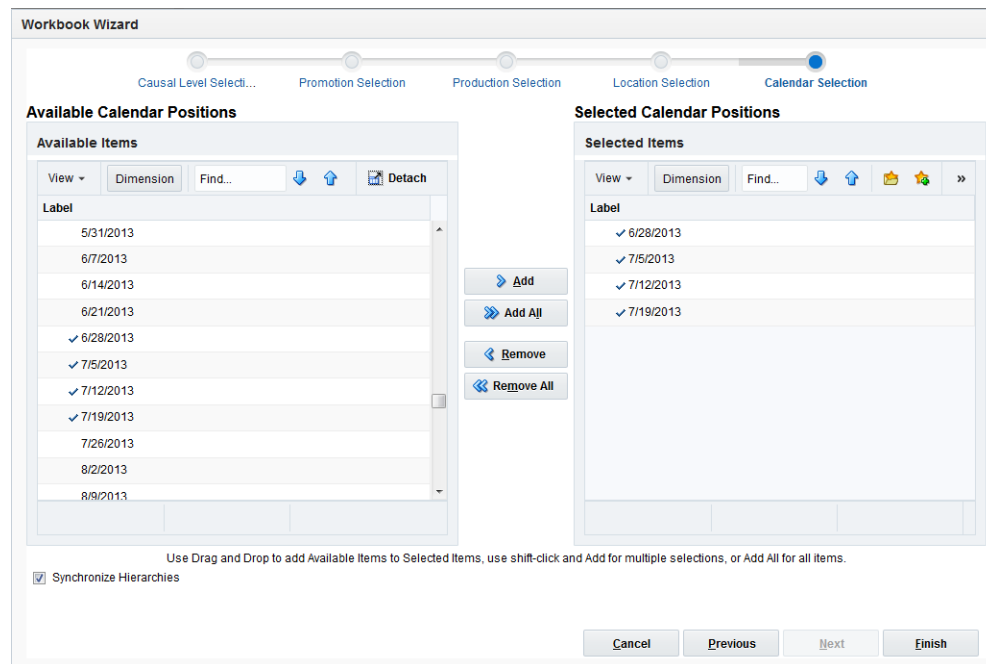 Workbook Wizard
Causal Level Selecti... Promotion Selection Production Selection Location Selection Calendar Selection
Available Calendar Positions
Available Items
View Dimension Find... Detach
Label
5/31/2013
6/7/2013
6/14/2013
6/21/2013
6/28/2013
7/5/2013
7/12/2013
7/19/2013
7/26/2013
8/2/2013
8/9/2013
Add
Add All
Remove
Remove All
Selected Calendar Positions
Selected Items
View Dimension Find... »
Label
6/28/2013
7/5/2013
7/12/2013
7/19/2013
Use Drag and Drop to add Available Items to Selected Items, use shift-click and Add for multiple selections, or Add All for all items.
Synchronize Hierarchies
Cancel Previous Next Finish